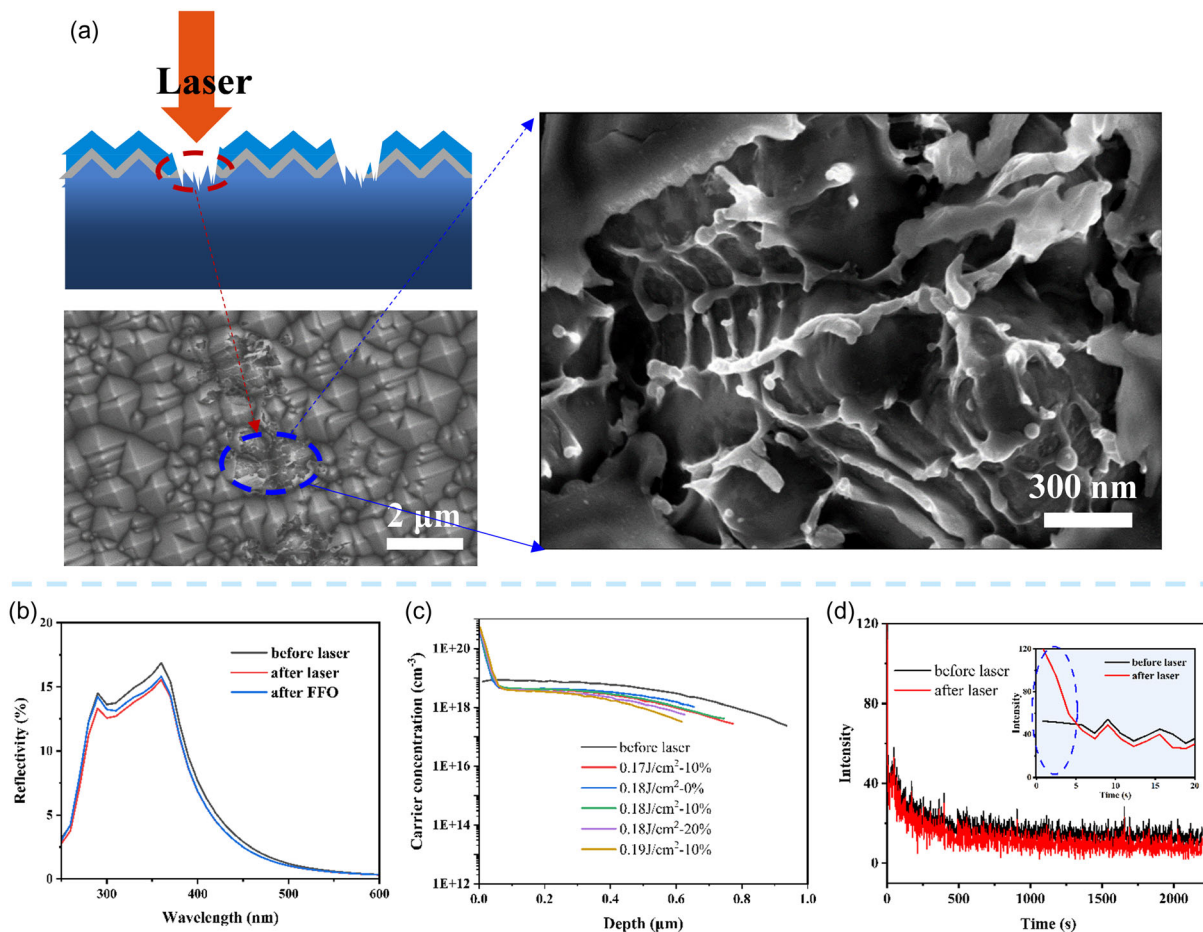 (a)
Laser
2 μm
300 nm
(b)
20
15
10
5
0
300
400
500
600
Reflectivity (%)
Wavelength (nm)
before laser
after laser
after FFO
(c)
1E+20
1E+18
1E+16
1E+14
1E+12
0.0
0.2
0.4
0.6
0.8
1.0
Carrier concentration (cm⁻³)
Depth (μm)
before laser
0.17J/cm²-10%
0.18J/cm²-0%
0.18J/cm²-10%
0.18J/cm²-20%
0.19J/cm²-10%
(d)
120
80
40
0
0
500
1000
1500
2000
Intensity
Time (s)
before laser
after laser
120
80
40
0
0
5
10
15
20
Intensity
Time (s)
before laser
after laser